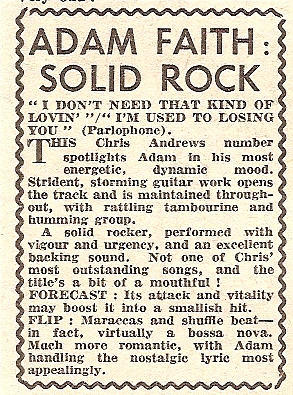 ADAM FAITH :
SOLID ROCK
" I DON'T NEED THAT KIND OF
LOVIN' "/" I'M USED TO LOSING
YOU " (Parlophone).
THIS Chris Andrews number
spotlights Adam in his most
energetic, dynamic mood.
Strident, storming guitar work opens
the track and is maintained through-
out, with rattling tambourine and
humming group.
A solid rocker, performed with
vigour and urgency, and an excellent
backing sound. Not one of Chris'
most outstanding songs, and the
title's a bit of a mouthful !
FORECAST : Its attack and vitality
may boost it into a smallish hit.
FLIP : Maraccas and shuffle beat—
in fact, virtually a bossa nova.
Much more romantic, with Adam
handling the nostalgic lyric most
appealingly.